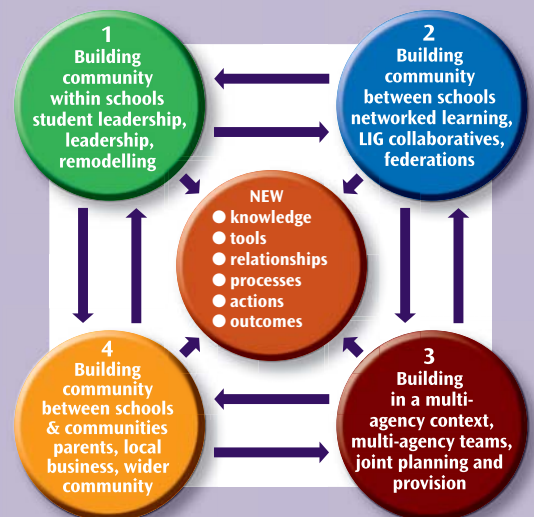 1
Building
community
within schools
student leadership,
leadership,
remodelling
2
Building
community
between schools
networked learning,
LIG collaboratives,
federations
NEW
● knowledge
● tools
● relationships
● processes
● actions
● outcomes
4
Building
community
between schools
& communities
parents, local
business, wider
community
3
Building
in a multi-
agency context,
multi-agency teams,
joint planning and
provision